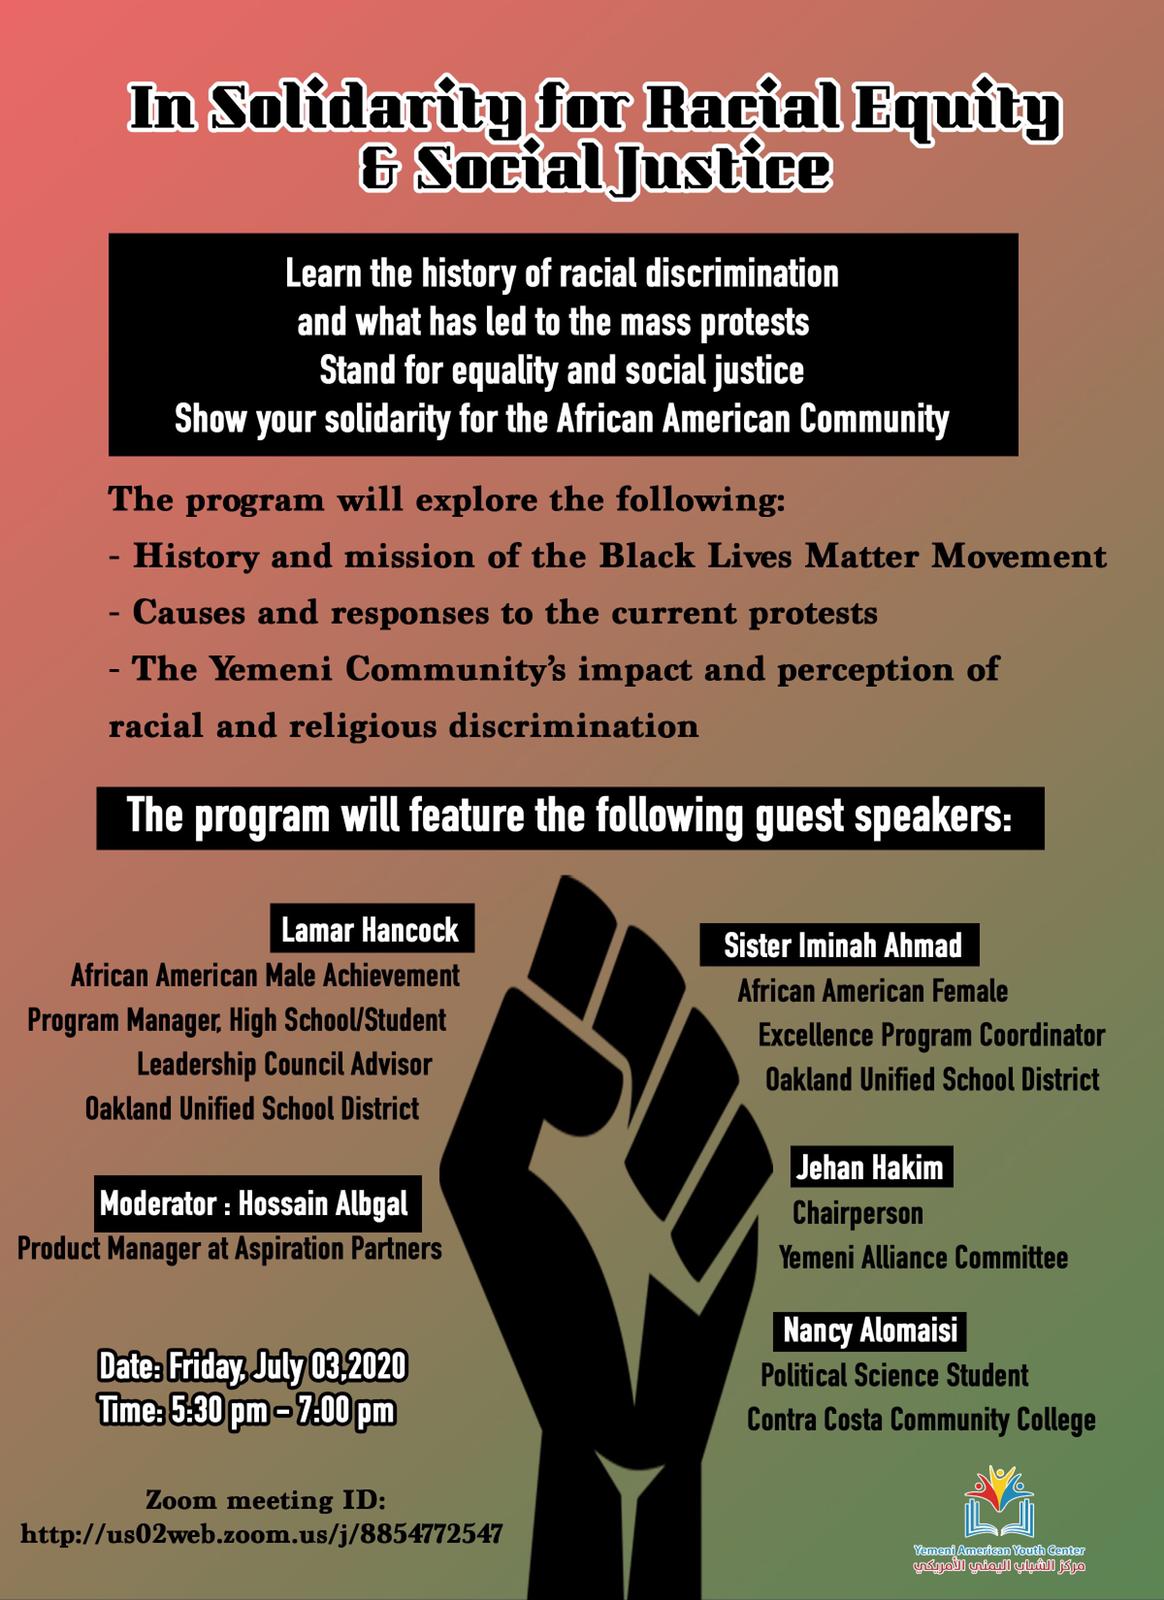 In Solidarity for Racial Equity
& Social Justice
Learn the history of racial discrimination
and what has led to the mass protests
Stand for equality and social justice
Show your solidarity for the African American Community
The program will explore the following:
- History and mission of the Black Lives Matter Movement
- Causes and responses to the current protests
- The Yemeni Community's impact and perception of
racial and religious discrimination
The program will feature the following guest speakers:
Lamar Hancock
African American Male Achievement
Program Manager, High School/Student
Leadership Council Advisor
Oakland Unified School District
Moderator : Hossain Albgal
Product Manager at Aspiration Partners
Sister Iminah Ahmad
African American Female
Excellence Program Coordinator
Oakland Unified School District
Jehan Hakim
Chairperson
Yemeni Alliance Committee
Nancy Alomaisi
Political Science Student
Contra Costa Community College
Date: Friday, July 03,2020
Time: 5:30 pm – 7:00 pm
Zoom meeting ID:
http://us02web.zoom.us/j/8854772547
Yemeni American Youth Center
مركز الشباب اليمني الأمريكي